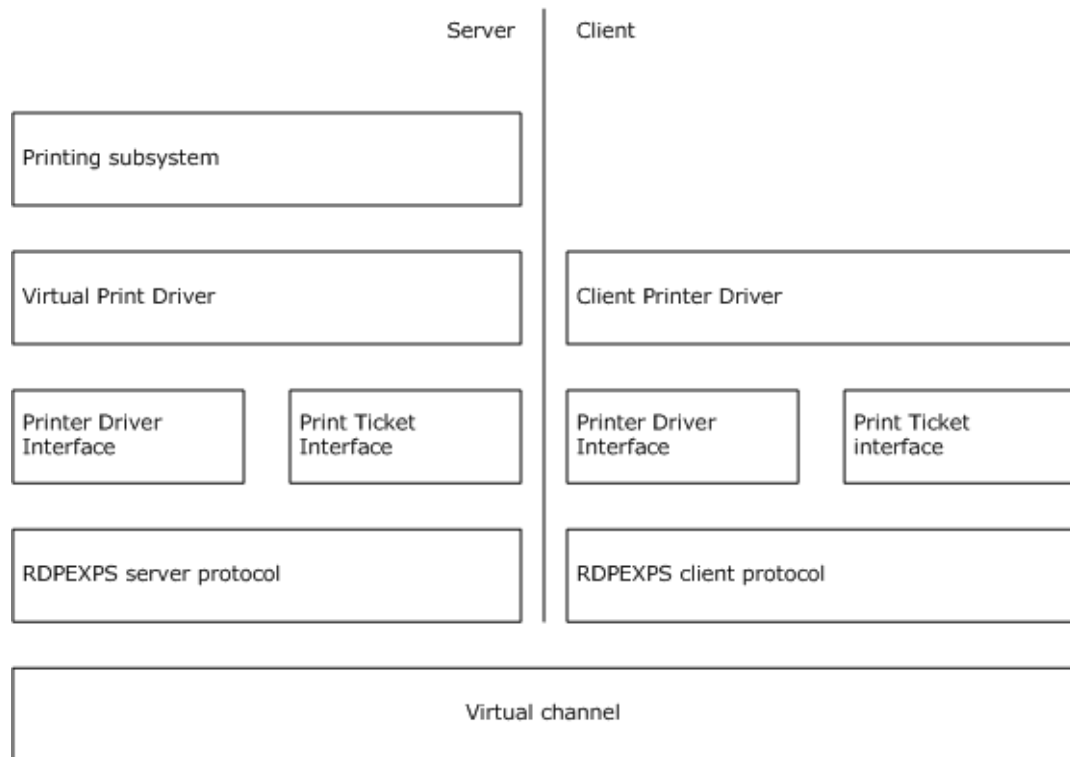 Server
Client
Printing subsystem
Virtual Print Driver
Client Printer Driver
Printer Driver
Interface
Print Ticket
Interface
Printer Driver
Interface
Print Ticket
interface
RDPEXPS server protocol
RDPEXPS client protocol
Virtual channel